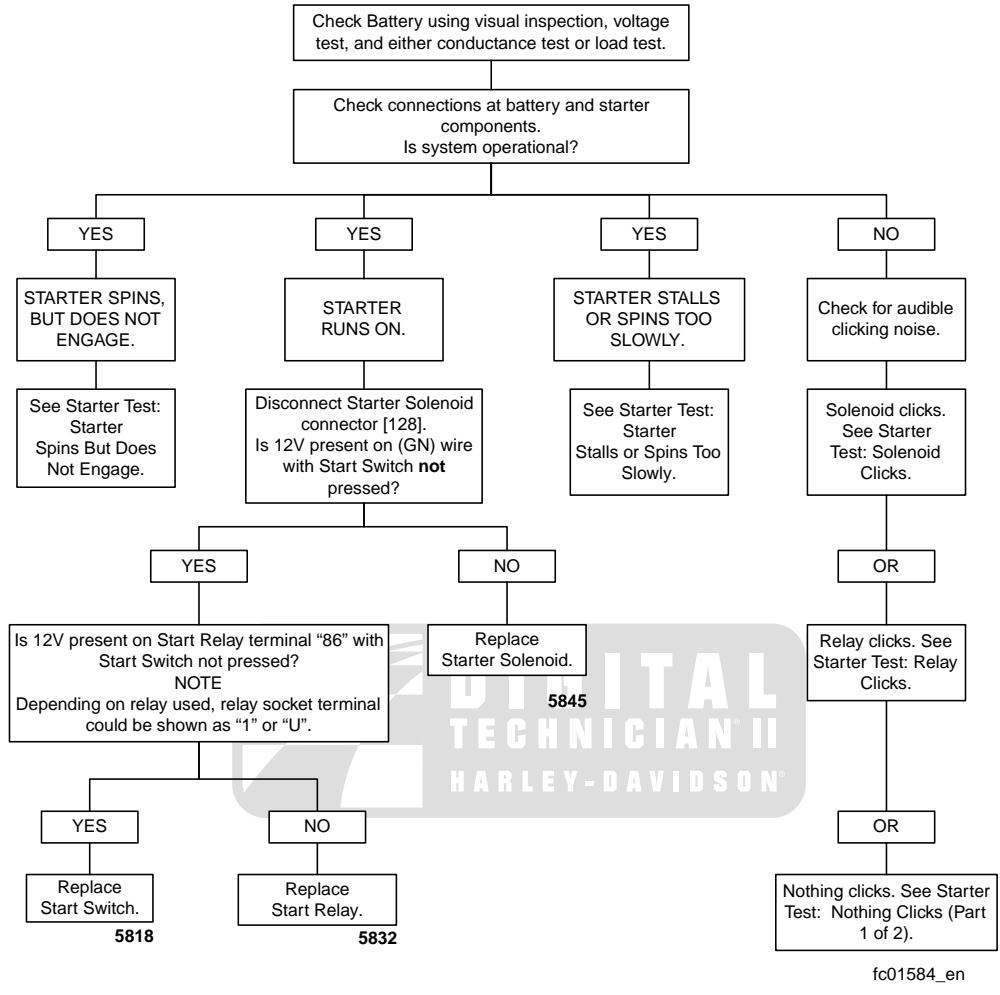 Check Battery using visual inspection, voltage
test, and either conductance test or load test.
Check connections at battery and starter
components.
Is system operational?
YES
YES
YES
NO
STARTER SPINS,
BUT DOES NOT
ENGAGE.
STARTER
RUNS ON.
STARTER STALLS
OR SPINS TOO
SLOWLY.
Check for audible
clicking noise.
See Starter Test:
Starter
Spins But Does
Not Engage.
Disconnect Starter Solenoid
connector [128].
Is 12V present on (GN) wire
with Start Switch not
pressed?
See Starter Test:
Starter
Stalls or Spins Too
Slowly.
Solenoid clicks.
See Starter
Test: Solenoid
Clicks.
YES
NO
OR
Is 12V present on Start Relay terminal “86” with
Start Switch not pressed?
NOTE
Depending on relay used, relay socket terminal
could be shown as “1” or “U”.
Replace
Starter Solenoid.
5845
Relay clicks. See
Starter Test: Relay
Clicks.
DIGITAL
TECHNICIAN® II
HARLEY-DAVIDSON®
YES
NO
OR
Replace
Start Switch.
5818
Replace
Start Relay.
5832
Nothing clicks. See Starter
Test: Nothing Clicks (Part
1 of 2).
fc01584_en